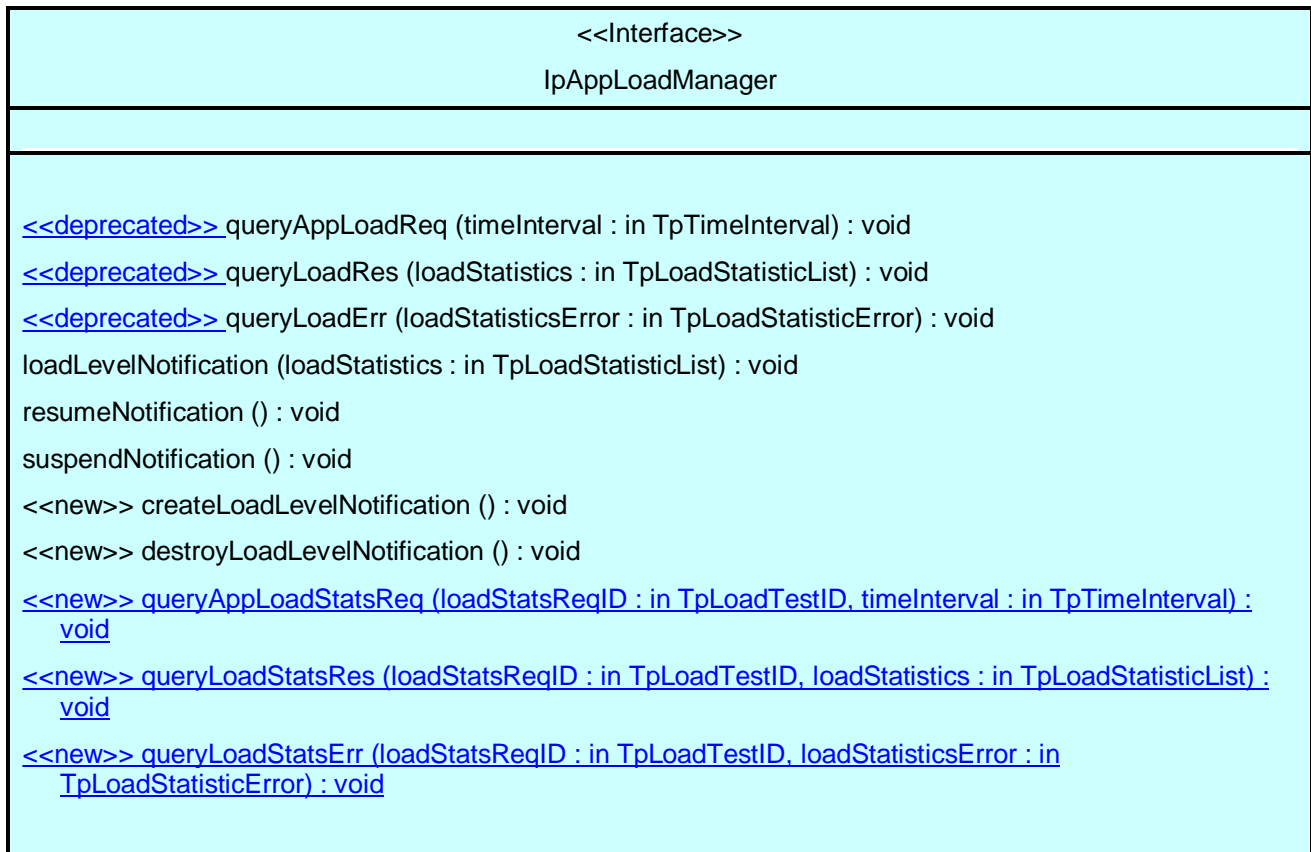 <<Interface>>
IpAppLoadManager
<<deprecated>> queryAppLoadReq (timeInterval : in TpTimeInterval) : void
<<deprecated>> queryLoadRes (loadStatistics : in TpLoadStatisticList) : void
<<deprecated>> queryLoadErr (loadStatisticsError : in TpLoadStatisticError) : void
loadLevelNotification (loadStatistics : in TpLoadStatisticList) : void
resumeNotification () : void
suspendNotification () : void
<<new>> createLoadLevelNotification () : void
<<new>> destroyLoadLevelNotification () : void
<<new>> queryAppLoadStatsReq (loadStatsReqID : in TpLoadTestID, timeInterval : in TpTimeInterval) :
void
<<new>> queryLoadStatsRes (loadStatsReqID : in TpLoadTestID, loadStatistics : in TpLoadStatisticList) :
void
<<new>> queryLoadStatsErr (loadStatsReqID : in TpLoadTestID, loadStatisticsError : in
TpLoadStatisticError) : void